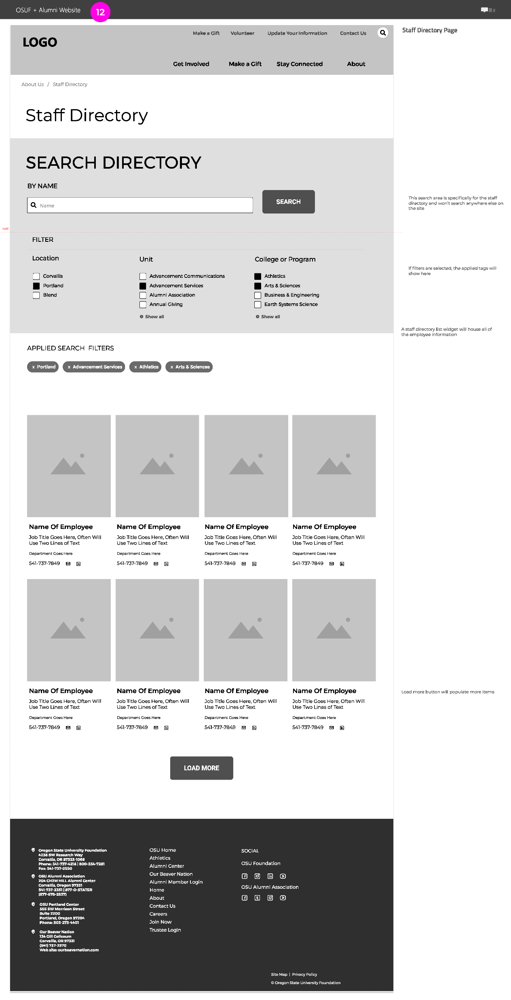 OSUF + Alumni Website
12
Staff Directory Page
Make a Gift Volunteer Update Your Information Contact Us
LOGO
Get Involved Make a Gift Stay Connected About
About Us / Staff Directory
Staff Directory
SEARCH DIRECTORY
BY NAME
Name
SEARCH
This search area is specifically for the staff
directory and won't search anywhere else on
the site
Fold
FILTER
Location
Corvallis
Portland
Blend
Unit
Advancement Communications
Advancement Services
Alumni Association
Annual Giving
Show all
College or Program
Athletics
Arts & Sciences
Business & Engineering
Earth Systems Science
Show all
If filters are selected, the applied tags will
show here
A staff directory list widget will house all of
the employee information
APPLIED SEARCH FILTERS
x Portland x Advancement Services x Athletics x Arts & Sciences
Name Of Employee
Job Title Goes Here, Often Will
Use Two Lines of Text
Department Goes Here
541-737-7849
Name Of Employee
Job Title Goes Here, Often Will
Use Two Lines of Text
Department Goes Here
541-737-7849
Name Of Employee
Job Title Goes Here, Often Will
Use Two Lines of Text
Department Goes Here
541-737-7849
Name Of Employee
Job Title Goes Here, Often Will
Use Two Lines of Text
Department Goes Here
541-737-7849
Name Of Employee
Job Title Goes Here, Often Will
Use Two Lines of Text
Department Goes Here
541-737-7849
Name Of Employee
Job Title Goes Here, Often Will
Use Two Lines of Text
Department Goes Here
541-737-7849
Name Of Employee
Job Title Goes Here, Often Will
Use Two Lines of Text
Department Goes Here
541-737-7849
Name Of Employee
Job Title Goes Here, Often Will
Use Two Lines of Text
Department Goes Here
541-737-7849
Load more button will populate more items
LOAD MORE
Oregon State University Foundation
4238 SW Research Way
Corvallis, OR 97333-1068
Phone: 541-737-4218 | 800-354-7281
Fax: 541-737-2550
OSU Alumni Association
204 CH2M HILL Alumni Center
Corvallis, Oregon 97331
541-737-2351 | 877-O-STATER
(877-678-2837)
OSU Portland Center
555 SW Morrison Street
Suite 2200
Portland, Oregon 97204
Phone: 503-273-4401
Our Beaver Nation
134 Gill Coliseum
Corvallis, OR 97331
(541) 737-2370
Web site: ourbeavernation.com
OSU Home
Athletics
Alumni Center
Our Beaver Nation
Alumni Member Login
Home
About
Contact Us
Careers
Join Now
Trustee Login
SOCIAL
OSU Foundation
OSU Alumni Association
Site Map | Privacy Policy
© Oregon State University Foundation